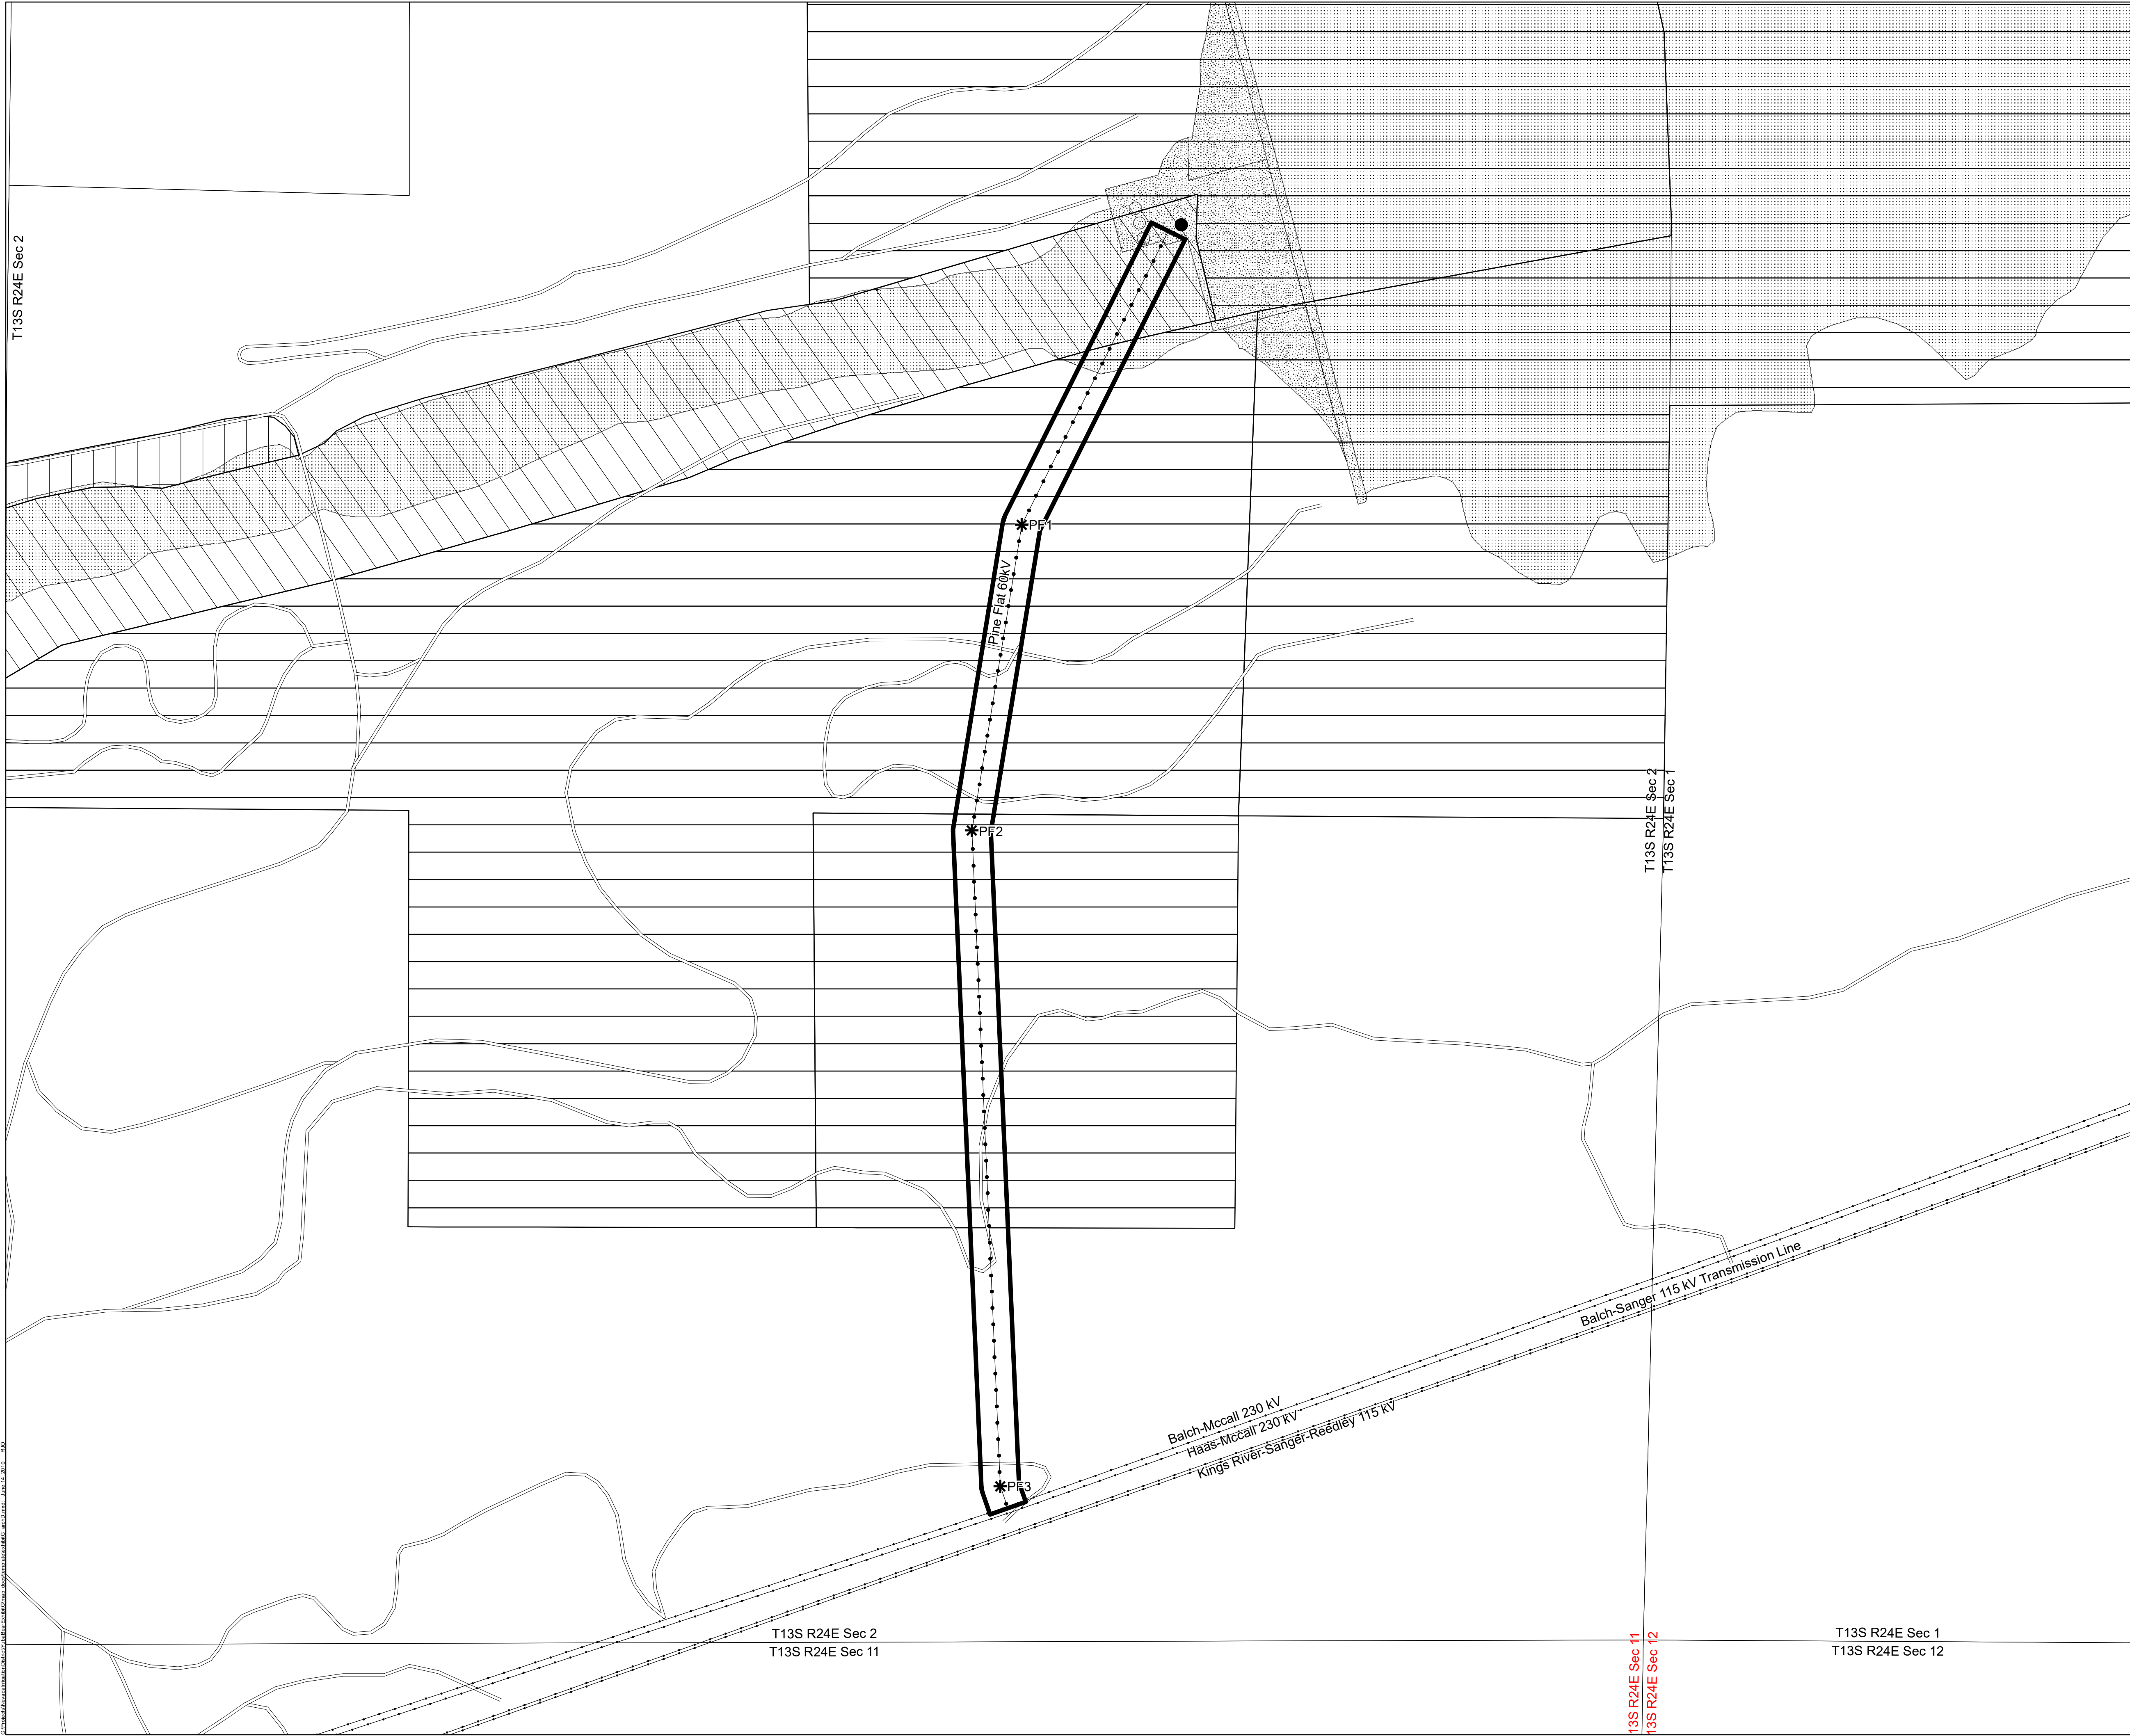 T13S R24E Sec 2
PF1
Pine Flat 60kV
PF2
T13S R24E Sec 2
T13S R24E Sec 1
Balch-Sanger 115 kV Transmission Line
Balch-Mccall 230 kV
Haas-Mccall 230 kV
Kings River-Sanger-Reedley 115 kV
PF3
T13S R24E Sec 2
T13S R24E Sec 11
T13S R24E Sec 1
T13S R24E Sec 12
13S R24E Sec 11
13S R24E Sec 12